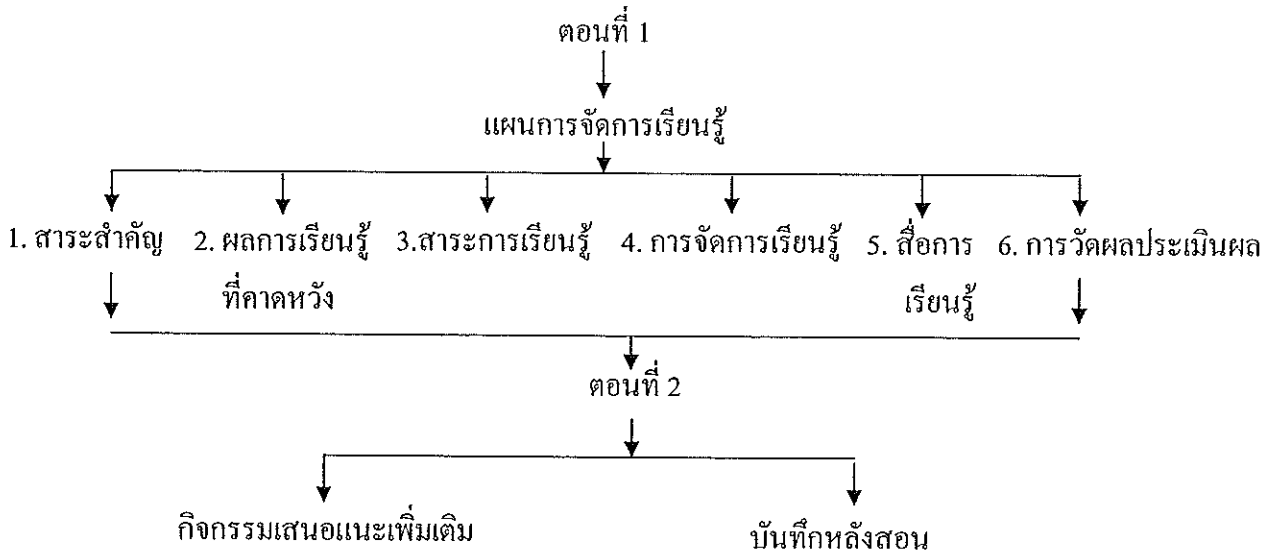 ตอนที่ 1
แผนการจัดการเรียนรู้
1. สาระสำคัญ 2. ผลการเรียนรู้ 3.สาระการเรียนรู้ 4. การจัดการเรียนรู้ 5. สื่อการ 6. การวัดผลประเมินผล
ที่คาดหวัง เรียนรู้
ตอนที่ 2
กิจกรรมเสนอแนะเพิ่มเติม บันทึกหลังสอน